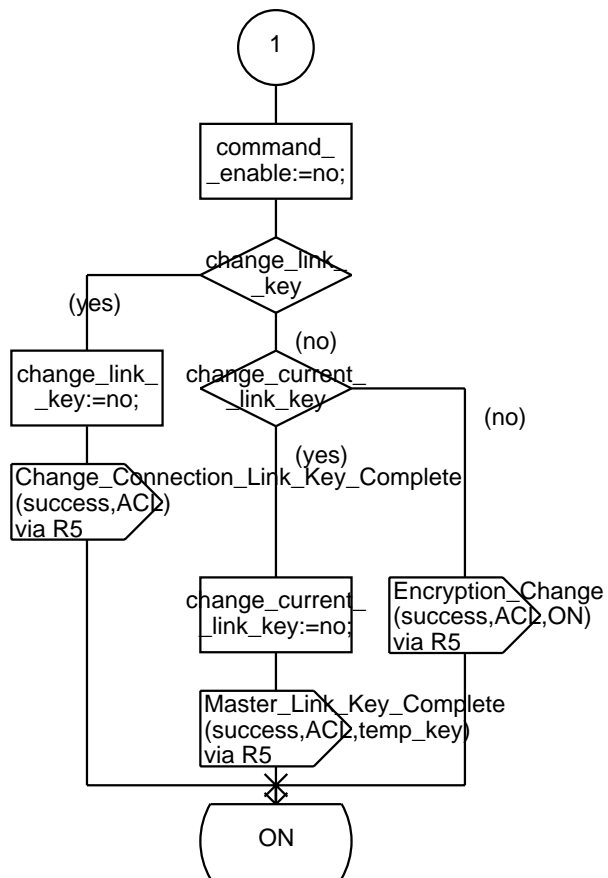 1
command_
_enable:=no;
change_link_
_key
(yes)
(no)
change_link_
_key:=no;
change_current_
_link_key
(no)
(yes)
Change_Connection_Link_Key_Complete
(success,ACL)
via R5
change_current_
_link_key:=no;
Encryption_Change
(success,ACL,ON)
via R5
Master_Link_Key_Complete
(success,ACL,temp_key)
via R5
ON